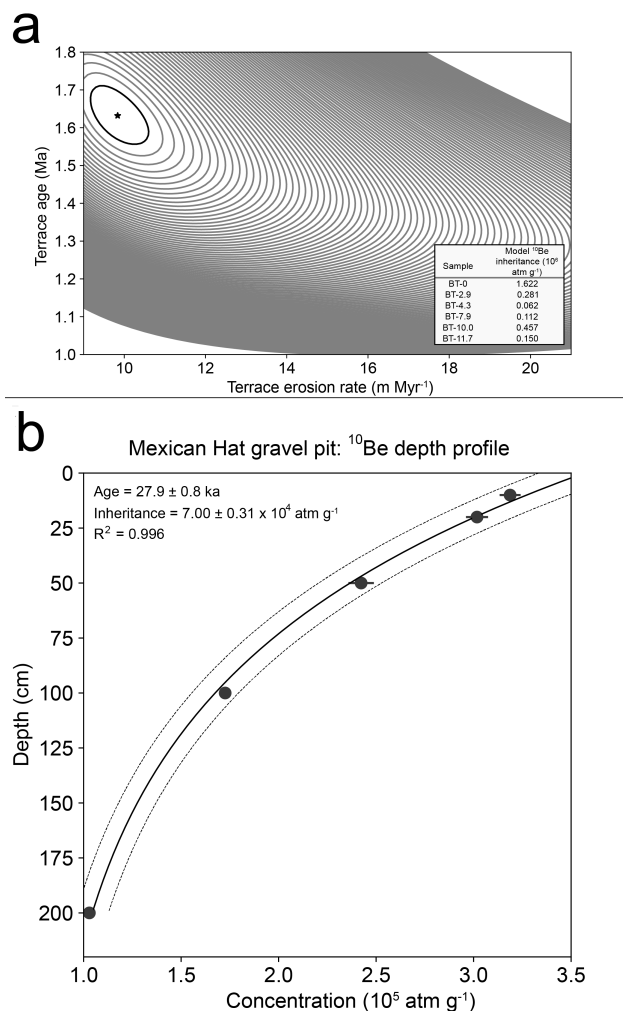 a
1.8
1.7
1.6
1.5
1.4
1.3
1.2
1.1
1.0
Terrace age (Ma)
Sample Model ¹⁰Be
inheritance (10⁶
atm g⁻¹)
BT-0 1.622
BT-2.9 0.281
BT-4.3 0.062
BT-7.9 0.112
BT-10.0 0.457
BT-11.7 0.150
10 12 14 16 18 20
Terrace erosion rate (m Myr⁻¹)
b
Mexican Hat gravel pit: ¹⁰Be depth profile
Age = 27.9 ± 0.8 ka
Inheritance = 7.00 ± 0.31 x 10⁴ atm g⁻¹
R² = 0.996
0
25
50
75
100
125
150
175
200
Depth (cm)
1.0 1.5 2.0 2.5 3.0 3.5
Concentration (10⁵ atm g⁻¹)